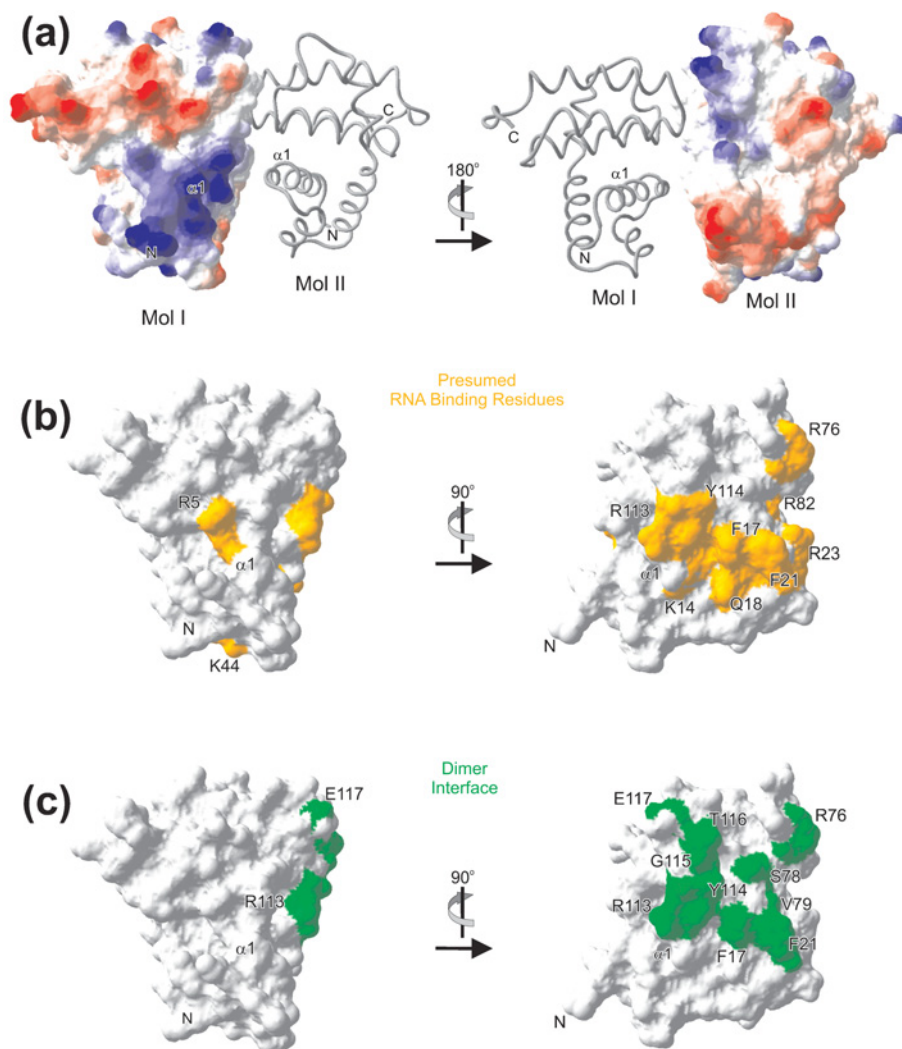 (a)
α1
N
Mol I
α1
C
N
Mol II
180°
C
α1
N
Mol I
Mol II
(b)
Presumed
RNA Binding Residues
R5
α1
N
K44
90°
R76
Y114
R113
R82
F17
R23
α1
F21
K14
Q18
N
(c)
Dimer
Interface
E117
R113
α1
N
90°
E117
R76
T116
G115
S78
Y114
R113
V79
α1
F17
F21
N